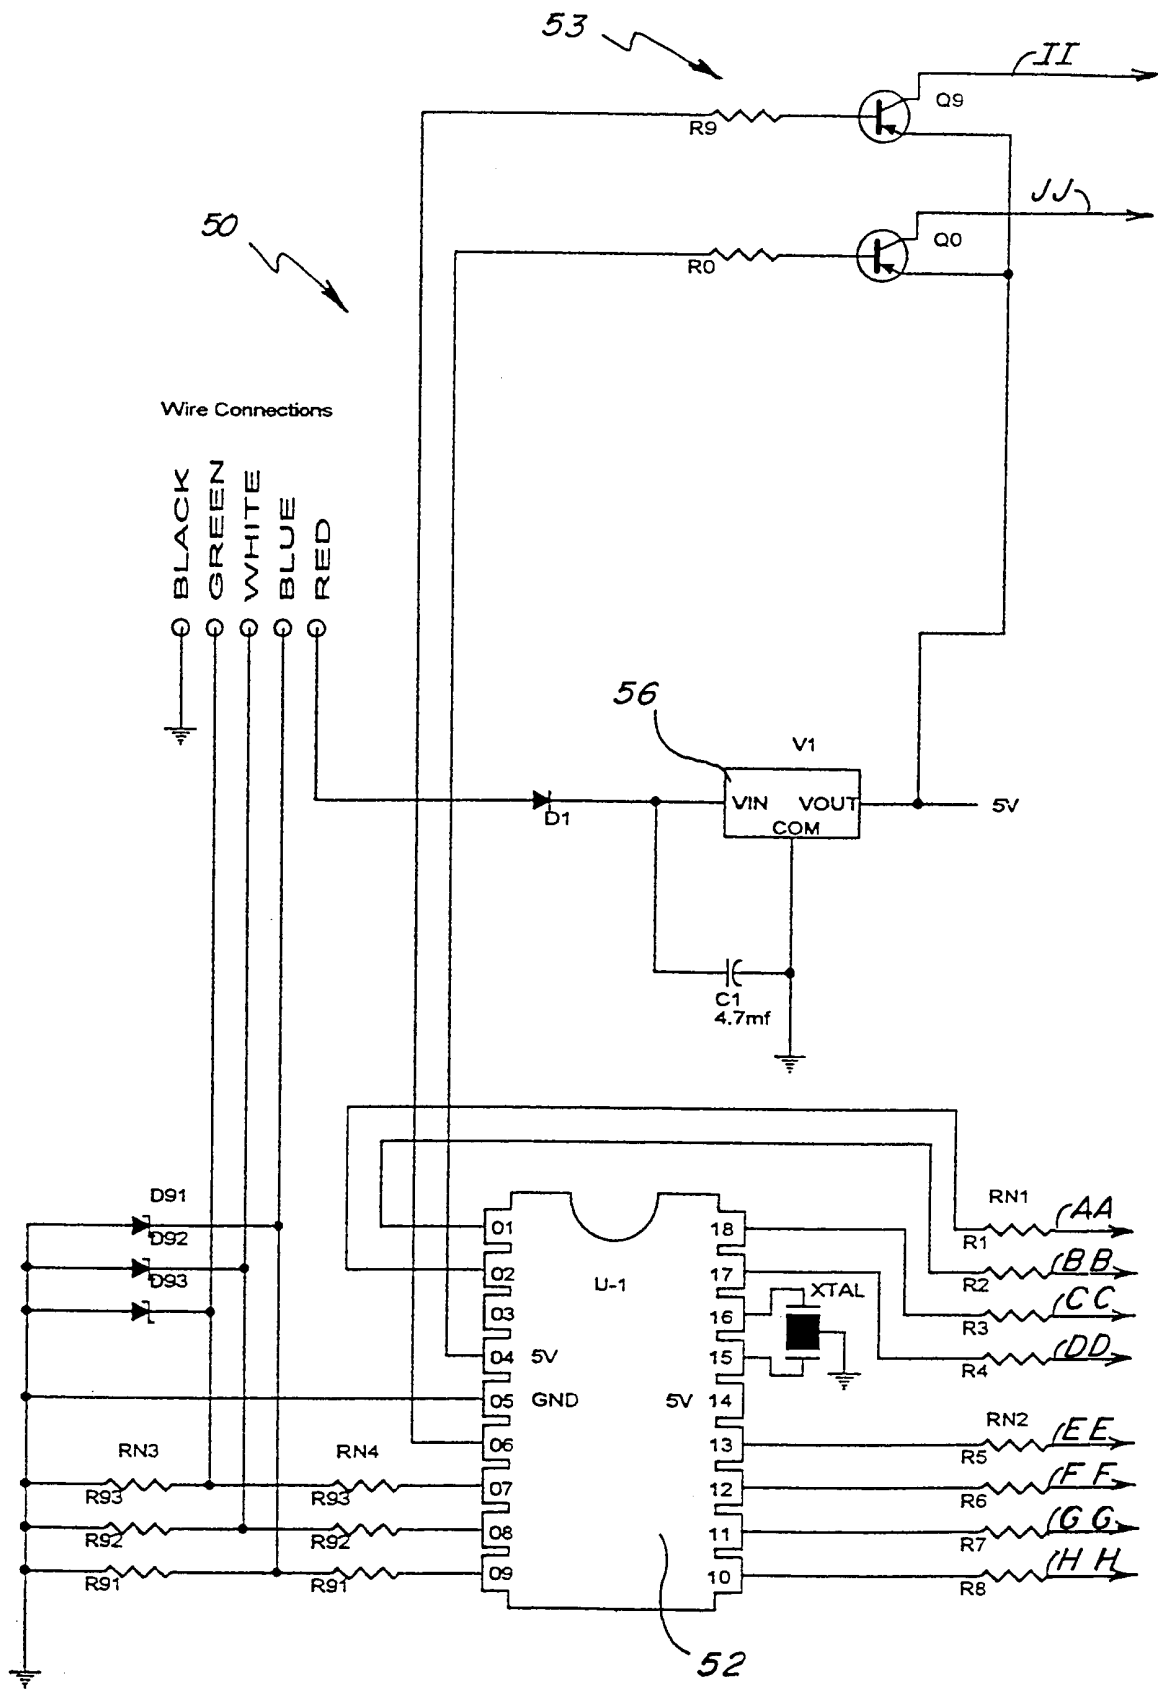 53
II
Q9
R9
50
JJ
Q0
R0
Wire Connections
BLACK
GREEN
WHITE
BLUE
RED
56
V1
VIN VOUT
COM
5V
D1
C1
4.7mf
D91
D92
D93
RN1
AA
R1
BB
R2
CC
R3
DD
R4
01
02
03
04 5V
05 GND
06
07
08
09
U-1
18
17
16
15
5V 14
13
12
11
10
XTAL
RN2
EE
R5
FF
R6
GG
R7
HH
R8
RN3
RN4
R93
R93
R92
R92
R91
R91
52